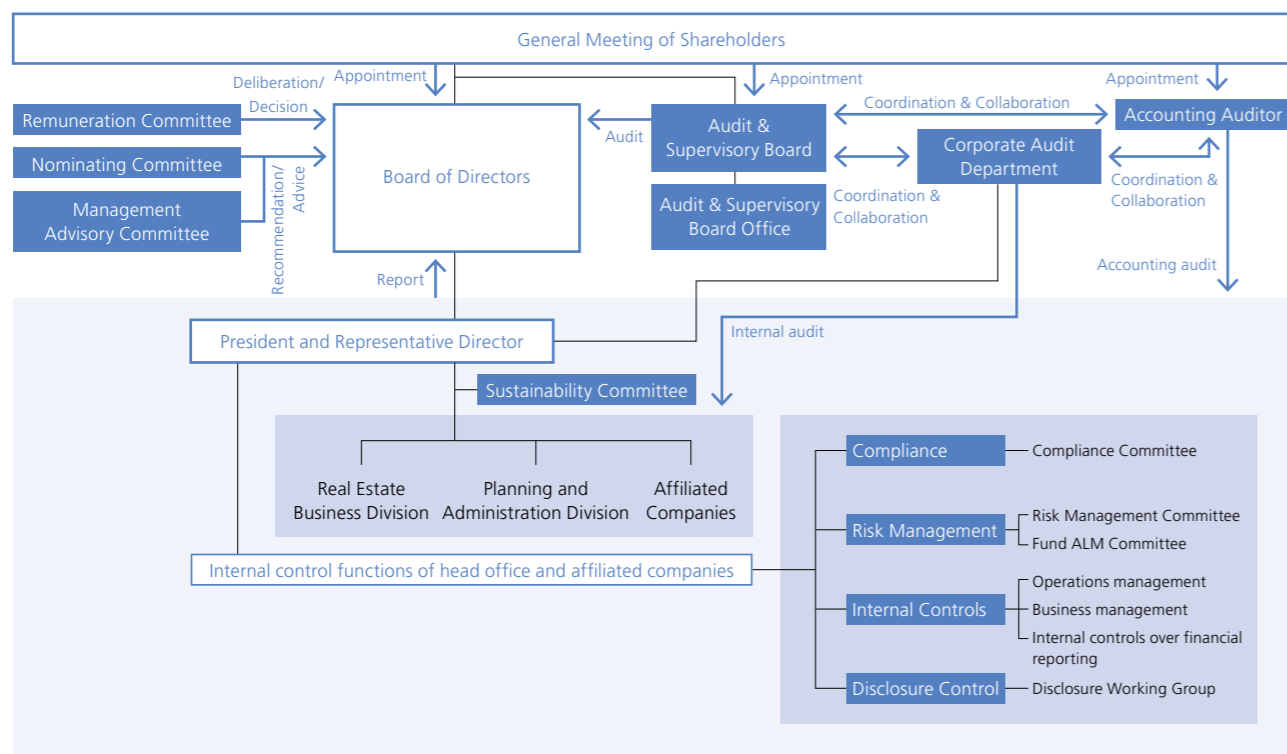 General Meeting of Shareholders
Deliberation/
Decision
Appointment
Appointment
Appointment
Remuneration Committee
Nominating Committee
Management
Advisory Committee
Recommendation/
Advice
Board of Directors
Audit
Audit &
Supervisory Board
Audit & Supervisory
Board Office
Coordination & Collaboration
Accounting Auditor
Corporate Audit
Department
Coordination &
Collaboration
Coordination &
Collaboration
Report
Accounting audit
President and Representative Director
Internal audit
Sustainability Committee
Real Estate
Business Division
Planning and
Administration Division
Affiliated
Companies
Internal control functions of head office and affiliated companies
Compliance
Compliance Committee
Risk Management
Risk Management Committee
Fund ALM Committee
Internal Controls
Operations management
Business management
Internal controls over financial
reporting
Disclosure Control
Disclosure Working Group